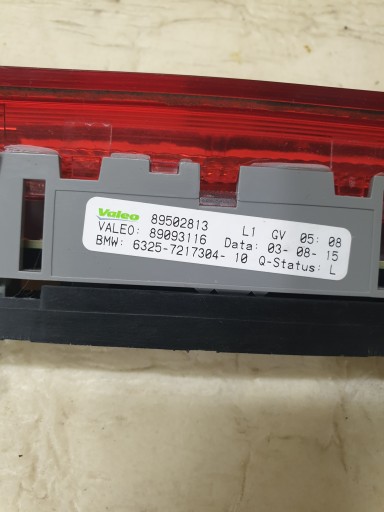 Valeo 89502813 L1 GV 05: 08
VALEO: 89093116 Data: 03- 08- 15
BMW: 6325-7217304- 10 Q-Status: L